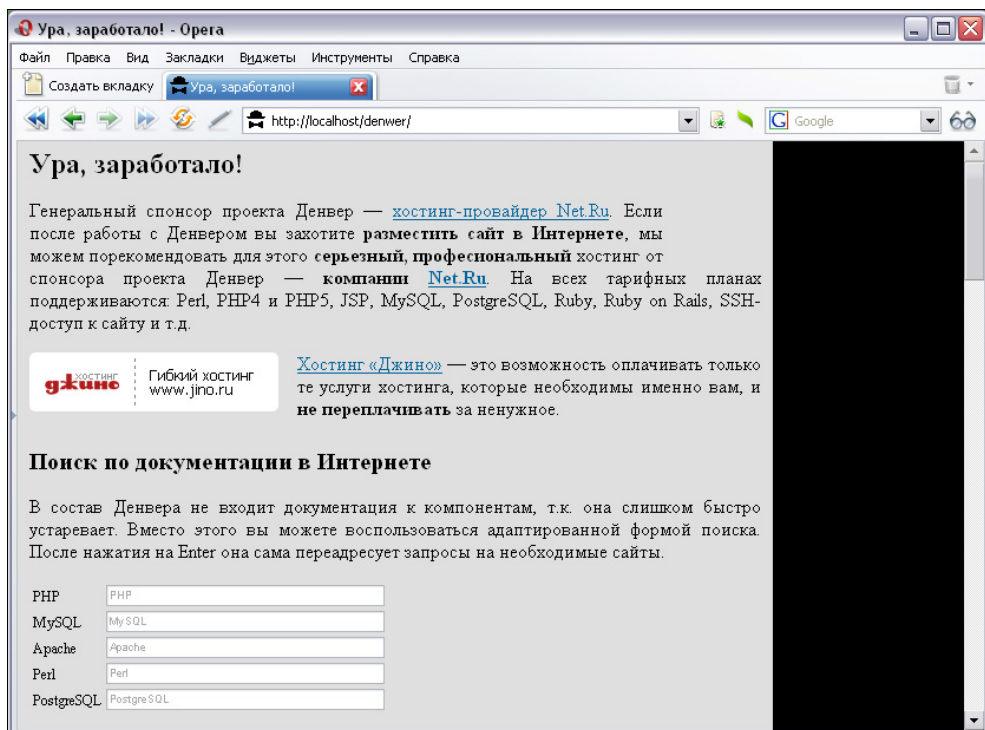 Ура, заработало! - Opera
Файл Правка Вид Закладки Виджеты Инструменты Справка
Создать вкладку Ура, заработало!
http://localhost/denwer/ G Google
Ура, заработало!
Генеральный спонсор проекта Денвер — хостинг-провайдер Net.Ru. Если
после работы с Денвером вы захотите разместить сайт в Интернете, мы
можем порекомендовать для этого серьезный, професиональный хостинг от
спонсора проекта Денвер — компании Net.Ru. На всех тарифных планах
поддерживаются: Perl, PHP4 и PHP5, JSP, MySQL, PostgreSQL, Ruby, Ruby on Rails, SSH-
доступ к сайту и т.д.
джино хостинг
Гибкий хостинг
www.jino.ru
Хостинг «Джино» — это возможность оплачивать только
те услуги хостинга, которые необходимы именно вам, и
не переплачивать за ненужное.
Поиск по документации в Интернете
В состав Денвера не входит документация к компонентам, т.к. она слишком быстро
устаревает. Вместо этого вы можете воспользоваться адаптированной формой поиска.
После нажатия на Enter она сама переадресует запросы на необходимые сайты.
PHP PHP
MySQL MySQL
Apache Apache
Perl Perl
PostgreSQL PostgreSQL